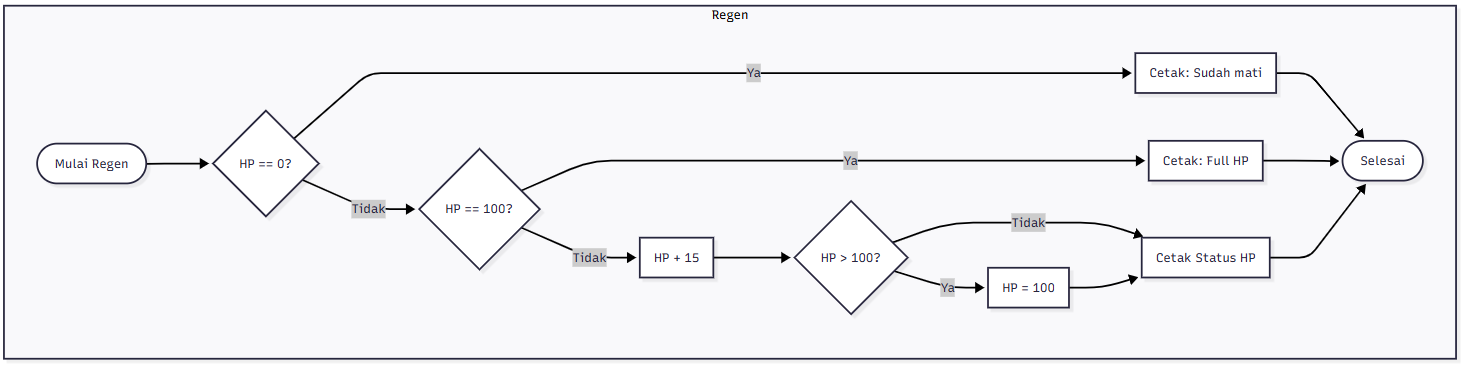 Regen
Ya
Cetak: Sudah mati
Mulai Regen
HP == 0?
Ya
Cetak: Full HP
Selesai
Tidak
HP == 100?
Tidak
Tidak
HP + 15
HP > 100?
Cetak Status HP
Ya
HP = 100